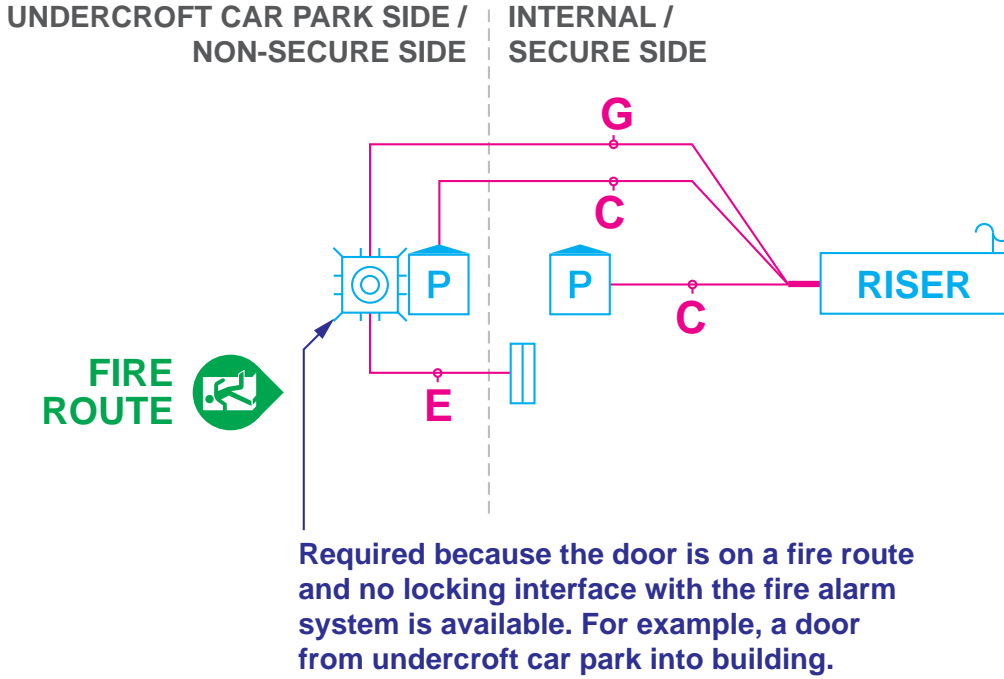 UNDERCROFT CAR PARK SIDE /
NON-SECURE SIDE
INTERNAL /
SECURE SIDE
G
C
P
P
C
RISER
E
FIRE
ROUTE
Required because the door is on a fire route
and no locking interface with the fire alarm
system is available. For example, a door
from undercroft car park into building.